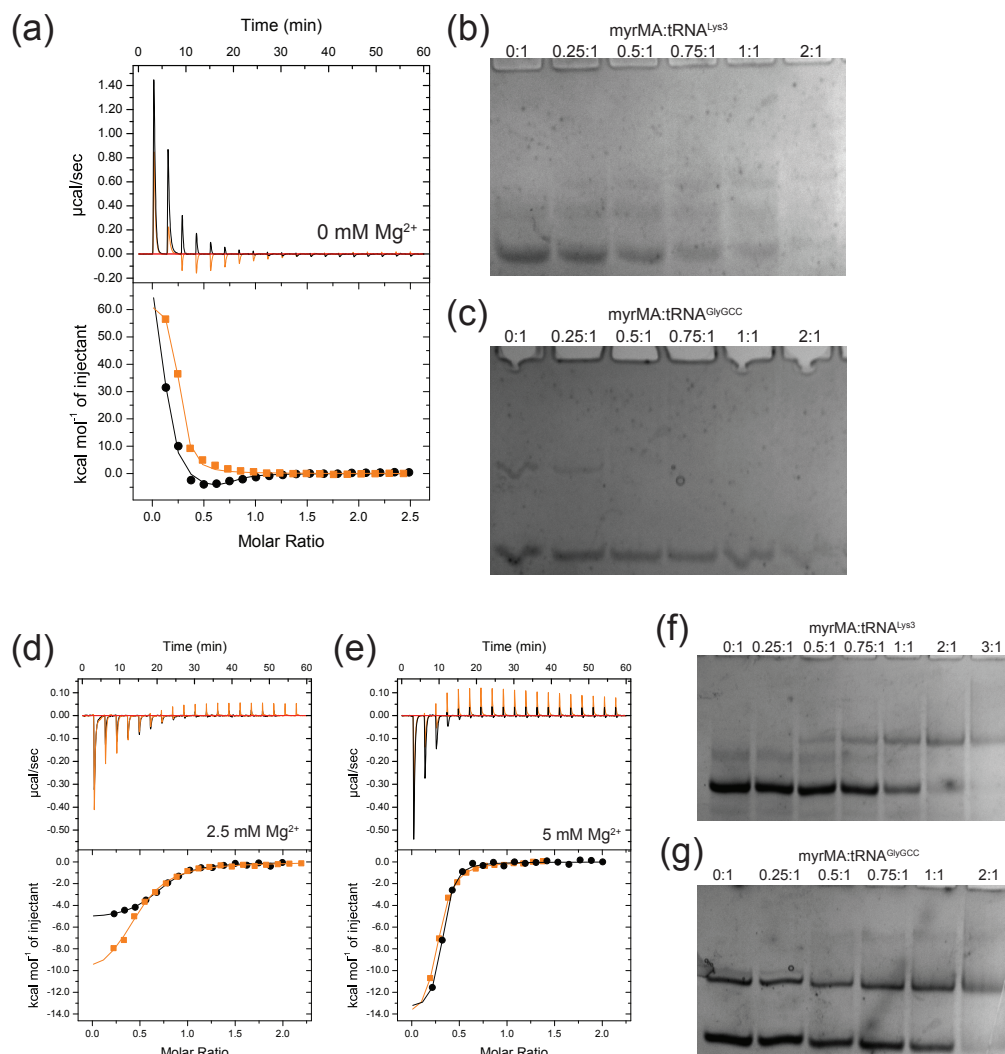 (a)
Time (min)
0 10 20 30 40 50 60
1.40
1.20
1.00
0.80
0.60
0.40
0.20
0.00
-0.20
µcal/sec
0 mM Mg²⁺
60.0
50.0
40.0
30.0
20.0
10.0
0.0
kcal mol⁻¹ of injectant
0.0 0.5 1.0 1.5 2.0 2.5
Molar Ratio
(b)
myrMA:tRNA^Lys3
0:1 0.25:1 0.5:1 0.75:1 1:1 2:1
(c)
myrMA:tRNA^GlyGCC
0:1 0.25:1 0.5:1 0.75:1 1:1 2:1
(d)
Time (min)
0 10 20 30 40 50 60
0.10
0.00
-0.10
-0.20
-0.30
-0.40
-0.50
µcal/sec
2.5 mM Mg²⁺
0.0
-2.0
-4.0
-6.0
-8.0
-10.0
-12.0
-14.0
kcal mol⁻¹ of injectant
0.0 0.5 1.0 1.5 2.0
Molar Ratio
(e)
Time (min)
0 10 20 30 40 50 60
0.10
0.00
-0.10
-0.20
-0.30
-0.40
-0.50
µcal/sec
5 mM Mg²⁺
0.0
-2.0
-4.0
-6.0
-8.0
-10.0
-12.0
-14.0
kcal mol⁻¹ of injectant
0.0 0.5 1.0 1.5 2.0
Molar Ratio
(f)
myrMA:tRNA^Lys3
0:1 0.25:1 0.5:1 0.75:1 1:1 2:1 3:1
(g)
myrMA:tRNA^GlyGCC
0:1 0.25:1 0.5:1 0.75:1 1:1 2:1